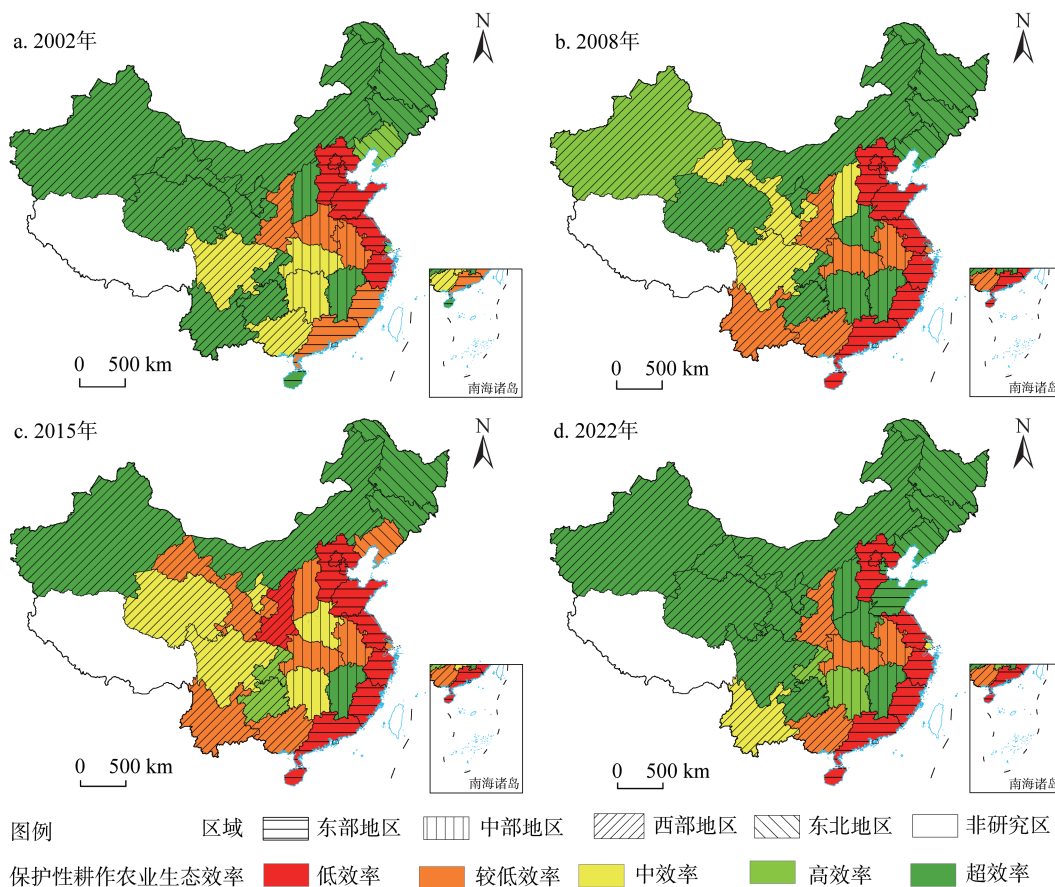 a. 2002年
N
0 500 km
南海诸岛
b. 2008年
N
0 500 km
南海诸岛
c. 2015年
N
0 500 km
南海诸岛
d. 2022年
N
0 500 km
南海诸岛
图例 区域 东部地区 中部地区 西部地区 东北地区 非研究区
保护性耕作农业生态效率 低效率 较低效率 中效率 高效率 超效率